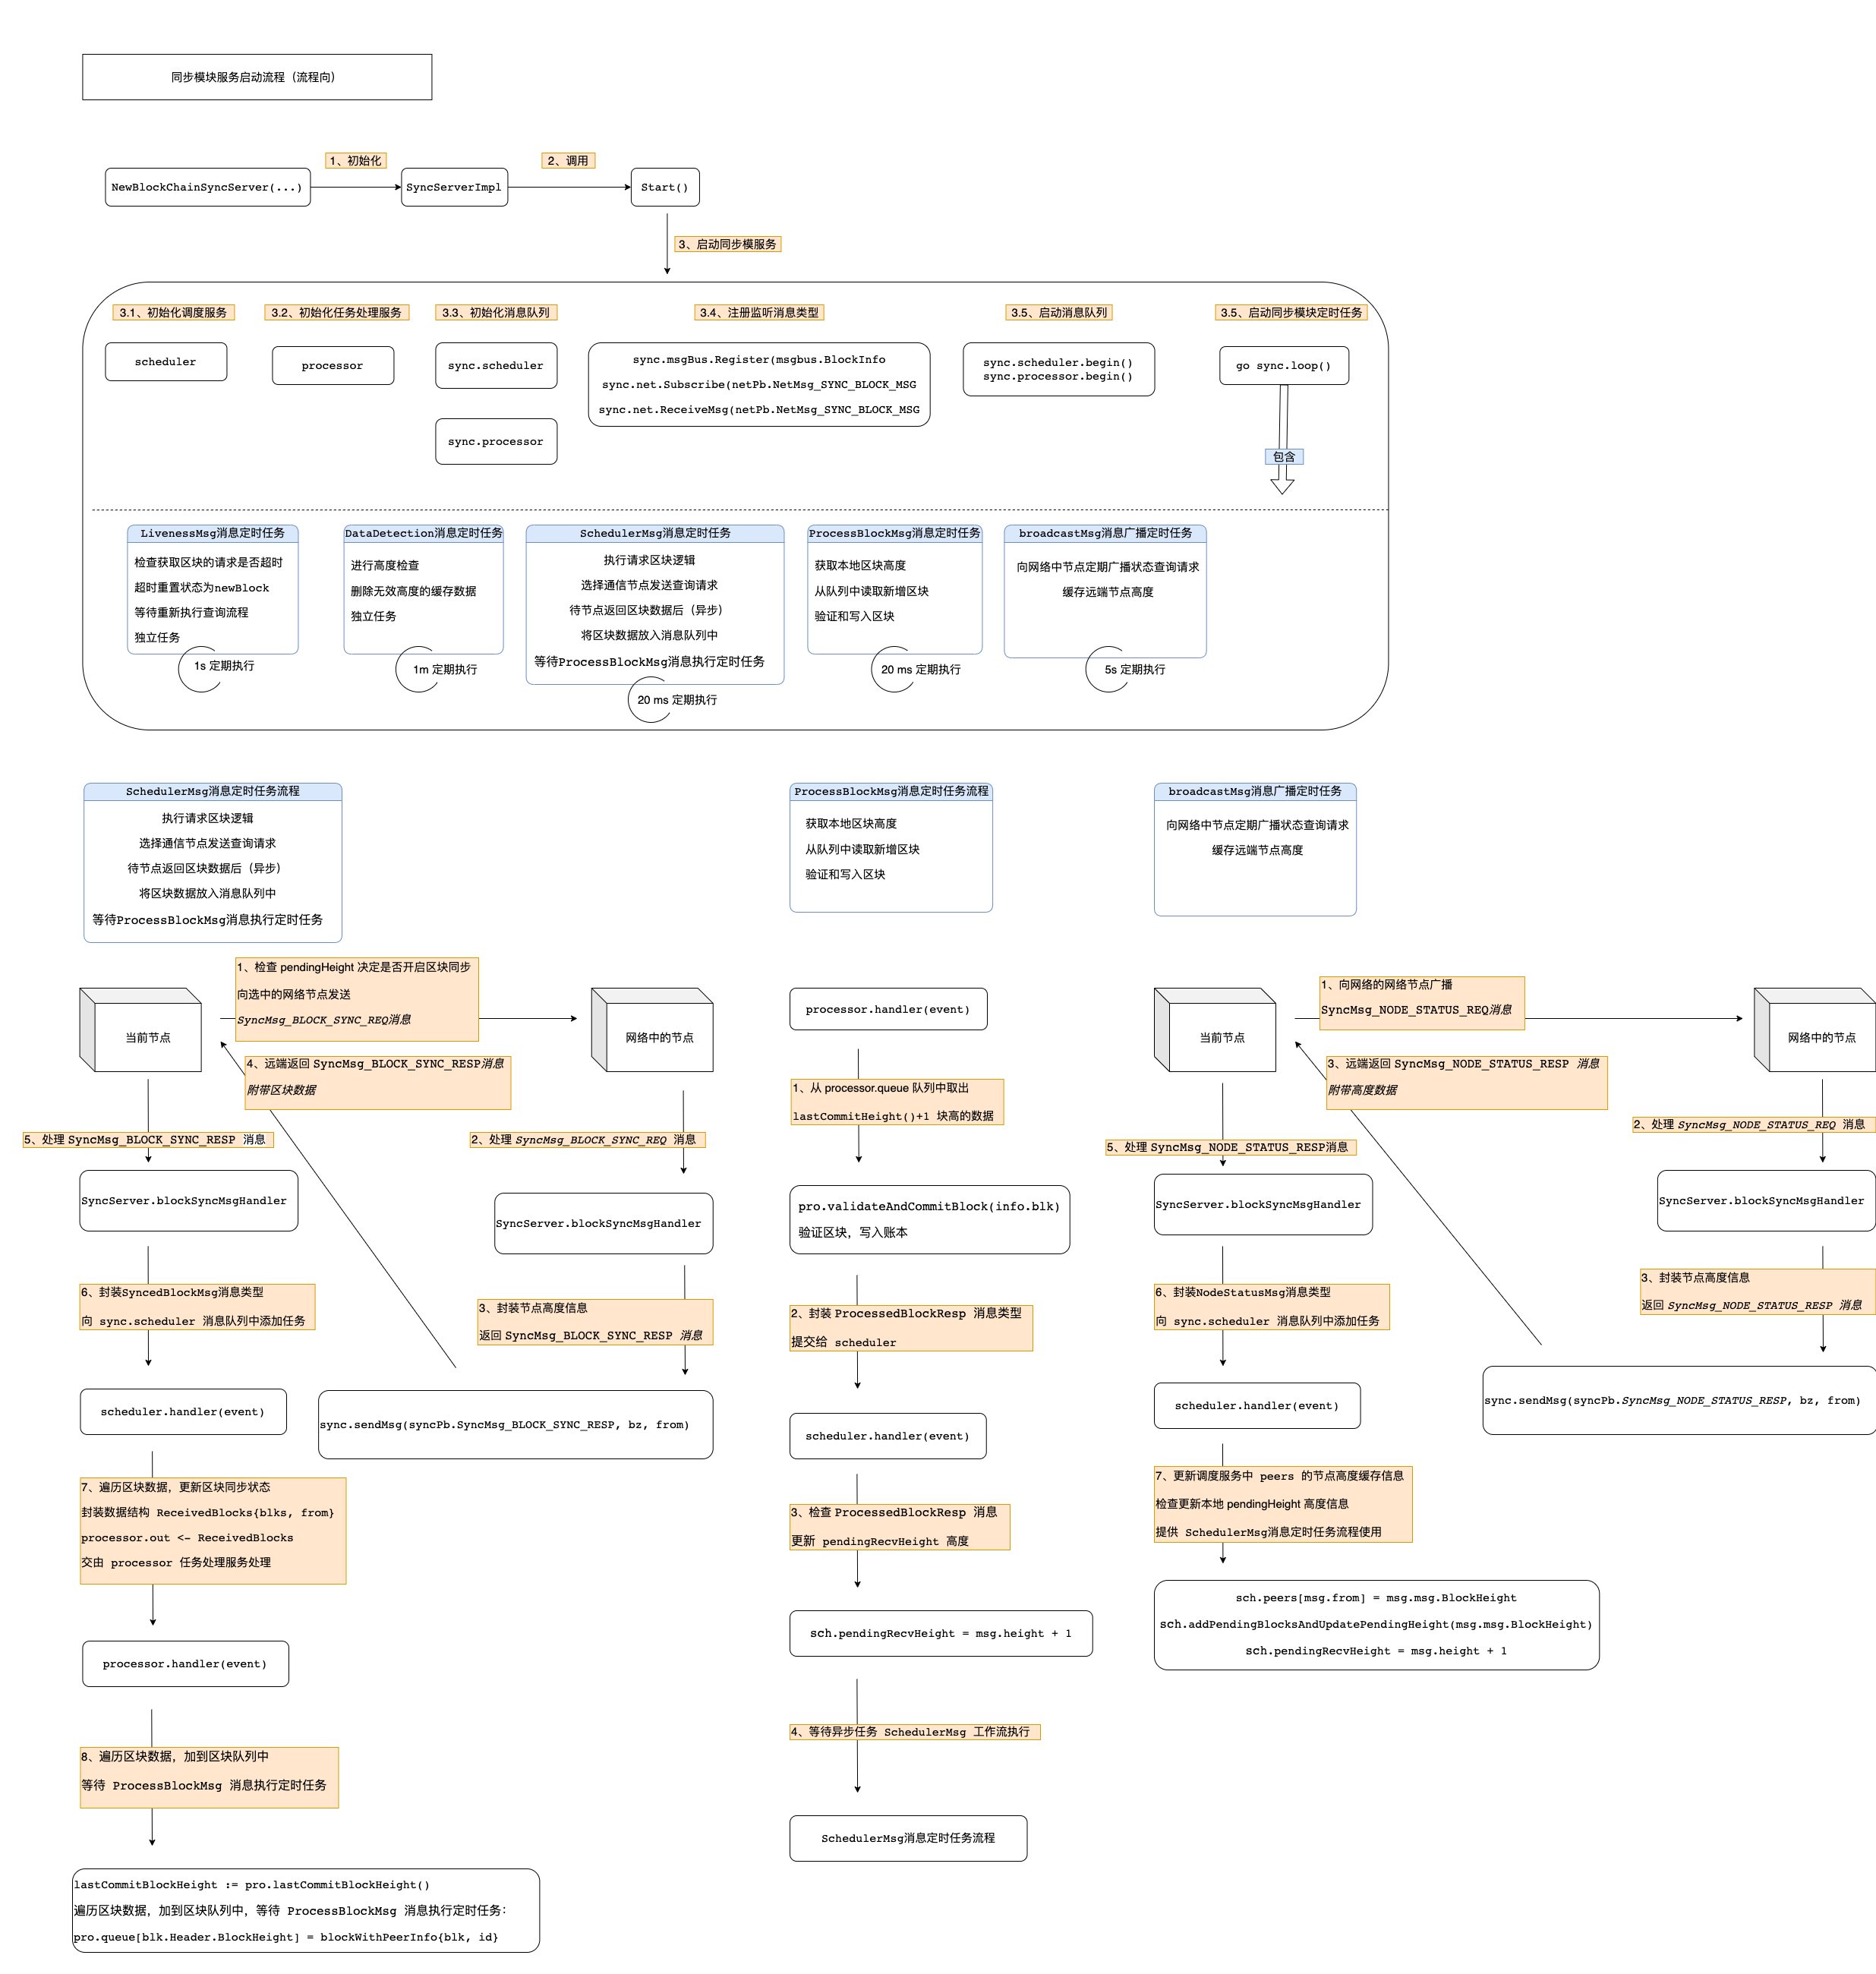 同步模块服务启动流程（流程向）
1、初始化
2、调用
NewBlockChainSyncServer(...)
SyncServerImpl
Start()
3、启动同步模服务
3.1、初始化调度服务
3.2、初始化任务处理服务
3.3、初始化消息队列
3.4、注册监听消息类型
3.5、启动消息队列
3.5、启动同步模块定时任务
scheduler
processor
sync.scheduler
sync.processor
sync.msgBus.Register(msgbus.BlockInfo
sync.net.Subscribe(netPb.NetMsg_SYNC_BLOCK_MSG
sync.net.ReceiveMsg(netPb.NetMsg_SYNC_BLOCK_MSG
sync.scheduler.begin()
sync.processor.begin()
go sync.loop()
包含
LivenessMsg消息定时任务
检查获取区块的请求是否超时
超时重置状态为newBlock
等待重新执行查询流程
独立任务
1s 定期执行
DataDetection消息定时任务
进行高度检查
删除无效高度的缓存数据
独立任务
1m 定期执行
SchedulerMsg消息定时任务
执行请求区块逻辑
选择通信节点发送查询请求
待节点返回区块数据后（异步）
将区块数据放入消息队列中
等待ProcessBlockMsg消息执行定时任务
20 ms 定期执行
ProcessBlockMsg消息定时任务
获取本地区块高度
从队列中读取新增区块
验证和写入区块
20 ms 定期执行
broadcastMsg消息广播定时任务
向网络中节点定期广播状态查询请求
缓存远端节点高度
5s 定期执行
SchedulerMsg消息定时任务流程
执行请求区块逻辑
选择通信节点发送查询请求
待节点返回区块数据后（异步）
将区块数据放入消息队列中
等待ProcessBlockMsg消息执行定时任务
1、检查 pendingHeight 决定是否开启区块同步
向选中的网络节点发送
SyncMsg_BLOCK_SYNC_REQ消息
当前节点
网络中的节点
4、远端返回 SyncMsg_BLOCK_SYNC_RESP消息
附带区块数据
5、处理 SyncMsg_BLOCK_SYNC_RESP 消息
2、处理 SyncMsg_BLOCK_SYNC_REQ 消息
SyncServer.blockSyncMsgHandler
SyncServer.blockSyncMsgHandler
6、封装SyncedBlockMsg消息类型
向 sync.scheduler 消息队列中添加任务
3、封装节点高度信息
返回 SyncMsg_BLOCK_SYNC_RESP 消息
scheduler.handler(event)
sync.sendMsg(syncPb.SyncMsg_BLOCK_SYNC_RESP, bz, from)
7、遍历区块数据，更新区块同步状态
封装数据结构 ReceivedBlocks{blks, from}
processor.out <- ReceivedBlocks
交由 processor 任务处理服务处理
processor.handler(event)
8、遍历区块数据，加到区块队列中
等待 ProcessBlockMsg 消息执行定时任务
lastCommitBlockHeight := pro.lastCommitBlockHeight()
遍历区块数据，加到区块队列中，等待 ProcessBlockMsg 消息执行定时任务：
pro.queue[blk.Header.BlockHeight] = blockWithPeerInfo{blk, id}
ProcessBlockMsg消息定时任务流程
获取本地区块高度
从队列中读取新增区块
验证和写入区块
processor.handler(event)
1、从 processor.queue 队列中取出
lastCommitHeight()+1 块高的数据
pro.validateAndCommitBlock(info.blk)
验证区块，写入账本
2、封装 ProcessedBlockResp 消息类型
提交给 scheduler
scheduler.handler(event)
3、检查 ProcessedBlockResp 消息
更新 pendingRecvHeight 高度
sch.pendingRecvHeight = msg.height + 1
4、等待异步任务 SchedulerMsg 工作流执行
SchedulerMsg消息定时任务流程
broadcastMsg消息广播定时任务
向网络中节点定期广播状态查询请求
缓存远端节点高度
1、向网络的网络节点广播
SyncMsg_NODE_STATUS_REQ消息
当前节点
网络中的节点
3、远端返回 SyncMsg_NODE_STATUS_RESP 消息
附带高度数据
5、处理 SyncMsg_NODE_STATUS_RESP消息
2、处理 SyncMsg_NODE_STATUS_REQ 消息
SyncServer.blockSyncMsgHandler
SyncServer.blockSyncMsgHandler
6、封装NodeStatusMsg消息类型
向 sync.scheduler 消息队列中添加任务
3、封装节点高度信息
返回 SyncMsg_NODE_STATUS_RESP 消息
scheduler.handler(event)
sync.sendMsg(syncPb.SyncMsg_NODE_STATUS_RESP, bz, from)
7、更新调度服务中 peers 的节点高度缓存信息
检查更新本地 pendingHeight 高度信息
提供 SchedulerMsg消息定时任务流程使用
sch.peers[msg.from] = msg.msg.BlockHeight
sch.addPendingBlocksAndUpdatePendingHeight(msg.msg.BlockHeight)
sch.pendingRecvHeight = msg.height + 1